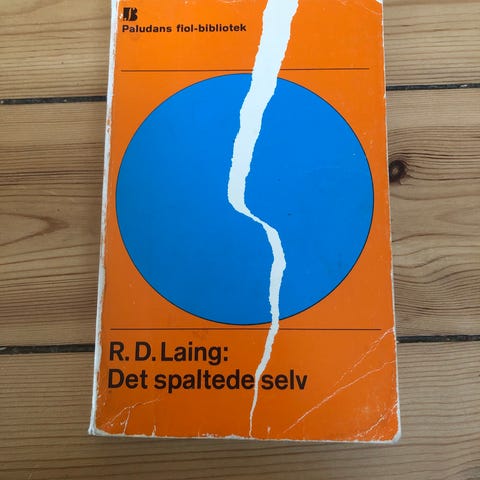 Paludans fiol-bibliotek
R. D. Laing:
Det spaltede selv